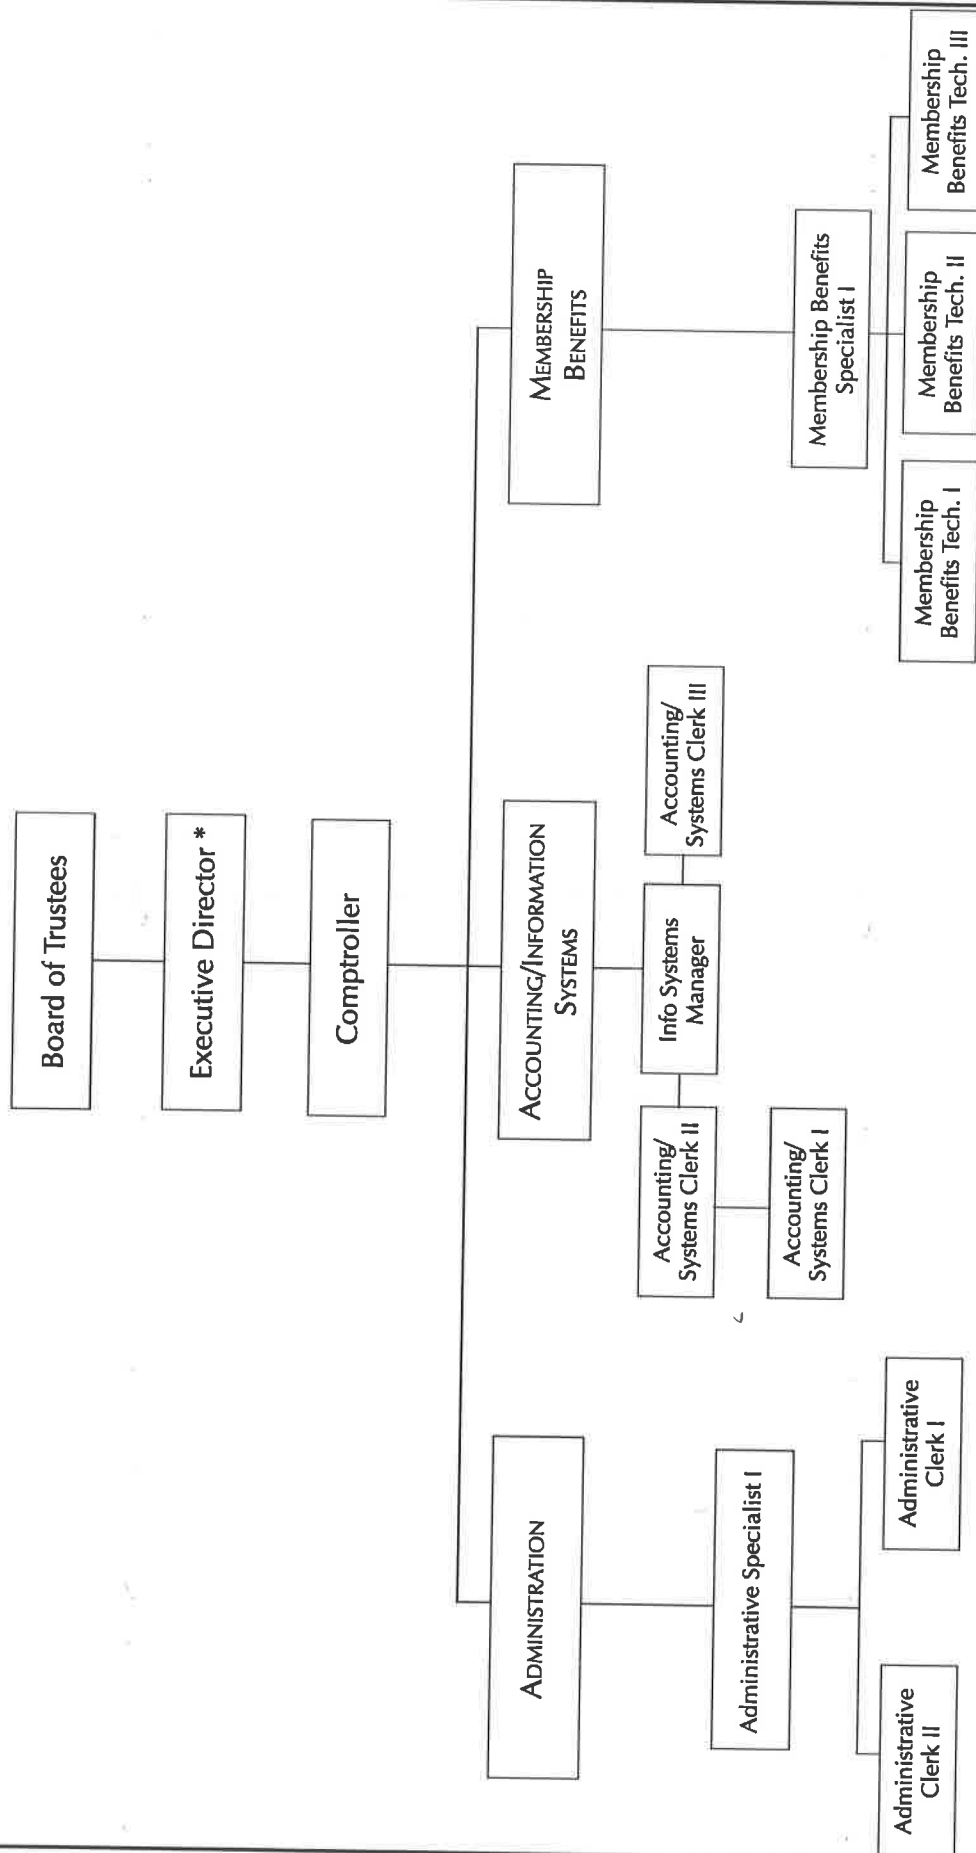 Board of Trustees
Executive Director *
Comptroller
ADMINISTRATION
ACCOUNTING/INFORMATION
SYSTEMS
MEMBERSHIP
BENEFITS
Administrative Specialist I
Administrative
Clerk II
Administrative
Clerk I
Accounting/
Systems Clerk II
Info Systems
Manager
Accounting/
Systems Clerk III
Accounting/
Systems Clerk I
Membership Benefits
Specialist I
Membership
Benefits Tech. I
Membership
Benefits Tech. II
Membership
Benefits Tech. III